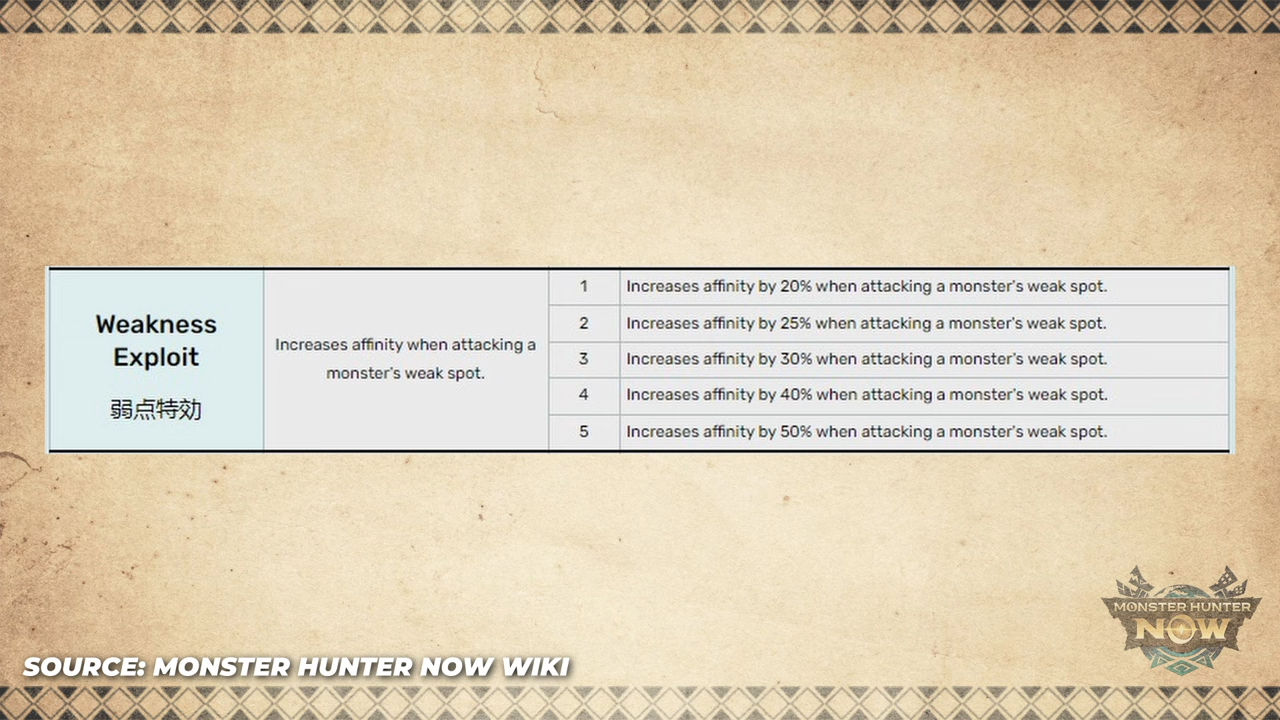 Weakness
Exploit
弱点特効
Increases affinity when attacking a
monster's weak spot.
1 Increases affinity by 20% when attacking a monster's weak spot.
2 Increases affinity by 25% when attacking a monster's weak spot.
3 Increases affinity by 30% when attacking a monster's weak spot.
4 Increases affinity by 40% when attacking a monster's weak spot.
5 Increases affinity by 50% when attacking a monster's weak spot.
MONSTER HUNTER
NOW
SOURCE: MONSTER HUNTER NOW WIKI